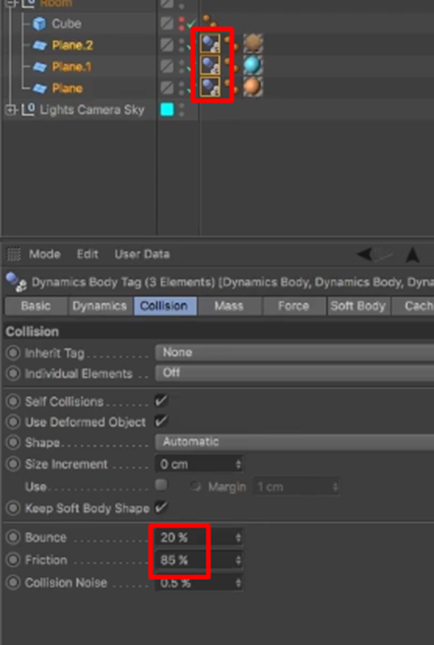 Room
Cube
Plane.2
Plane.1
Plane
Lights Camera Sky
Mode Edit User Data
Dynamics Body Tag (3 Elements) [Dynamics Body, Dynamics Body, Dyna
Basic Dynamics Collision Mass Force Soft Body Cach
Collision
Inherit Tag . . . . . . . . . . None
Individual Elements . . Off
Self Collisions . . . . . . .
Use Deformed Object
Shape. . . . . . . . . . . . . . Automatic
Size Increment . . . . . . 0 cm
Use. . . . . . . . . . . . . . . Margin 1 cm
Keep Soft Body Shape
Bounce . . . . . . . . . . . . 20 %
Friction . . . . . . . . . . . . 85 %
Collision Noise . . . . . . 0.5 %